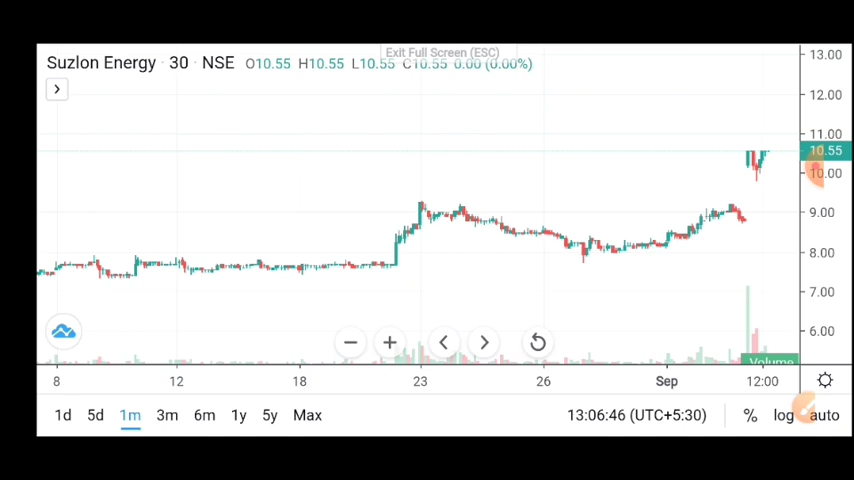 Exit Full Screen (ESC)
Suzlon Energy · 30 · NSE O10.55 H10.55 L10.55 C10.55 0.00 (0.00%)
13.00
12.00
11.00
10.55
10.00
9.00
8.00
7.00
6.00
Volume
8 12 18 23 26 Sep 12:00
1d 5d 1m 3m 6m 1y 5y Max 13:06:46 (UTC+5:30) % log auto